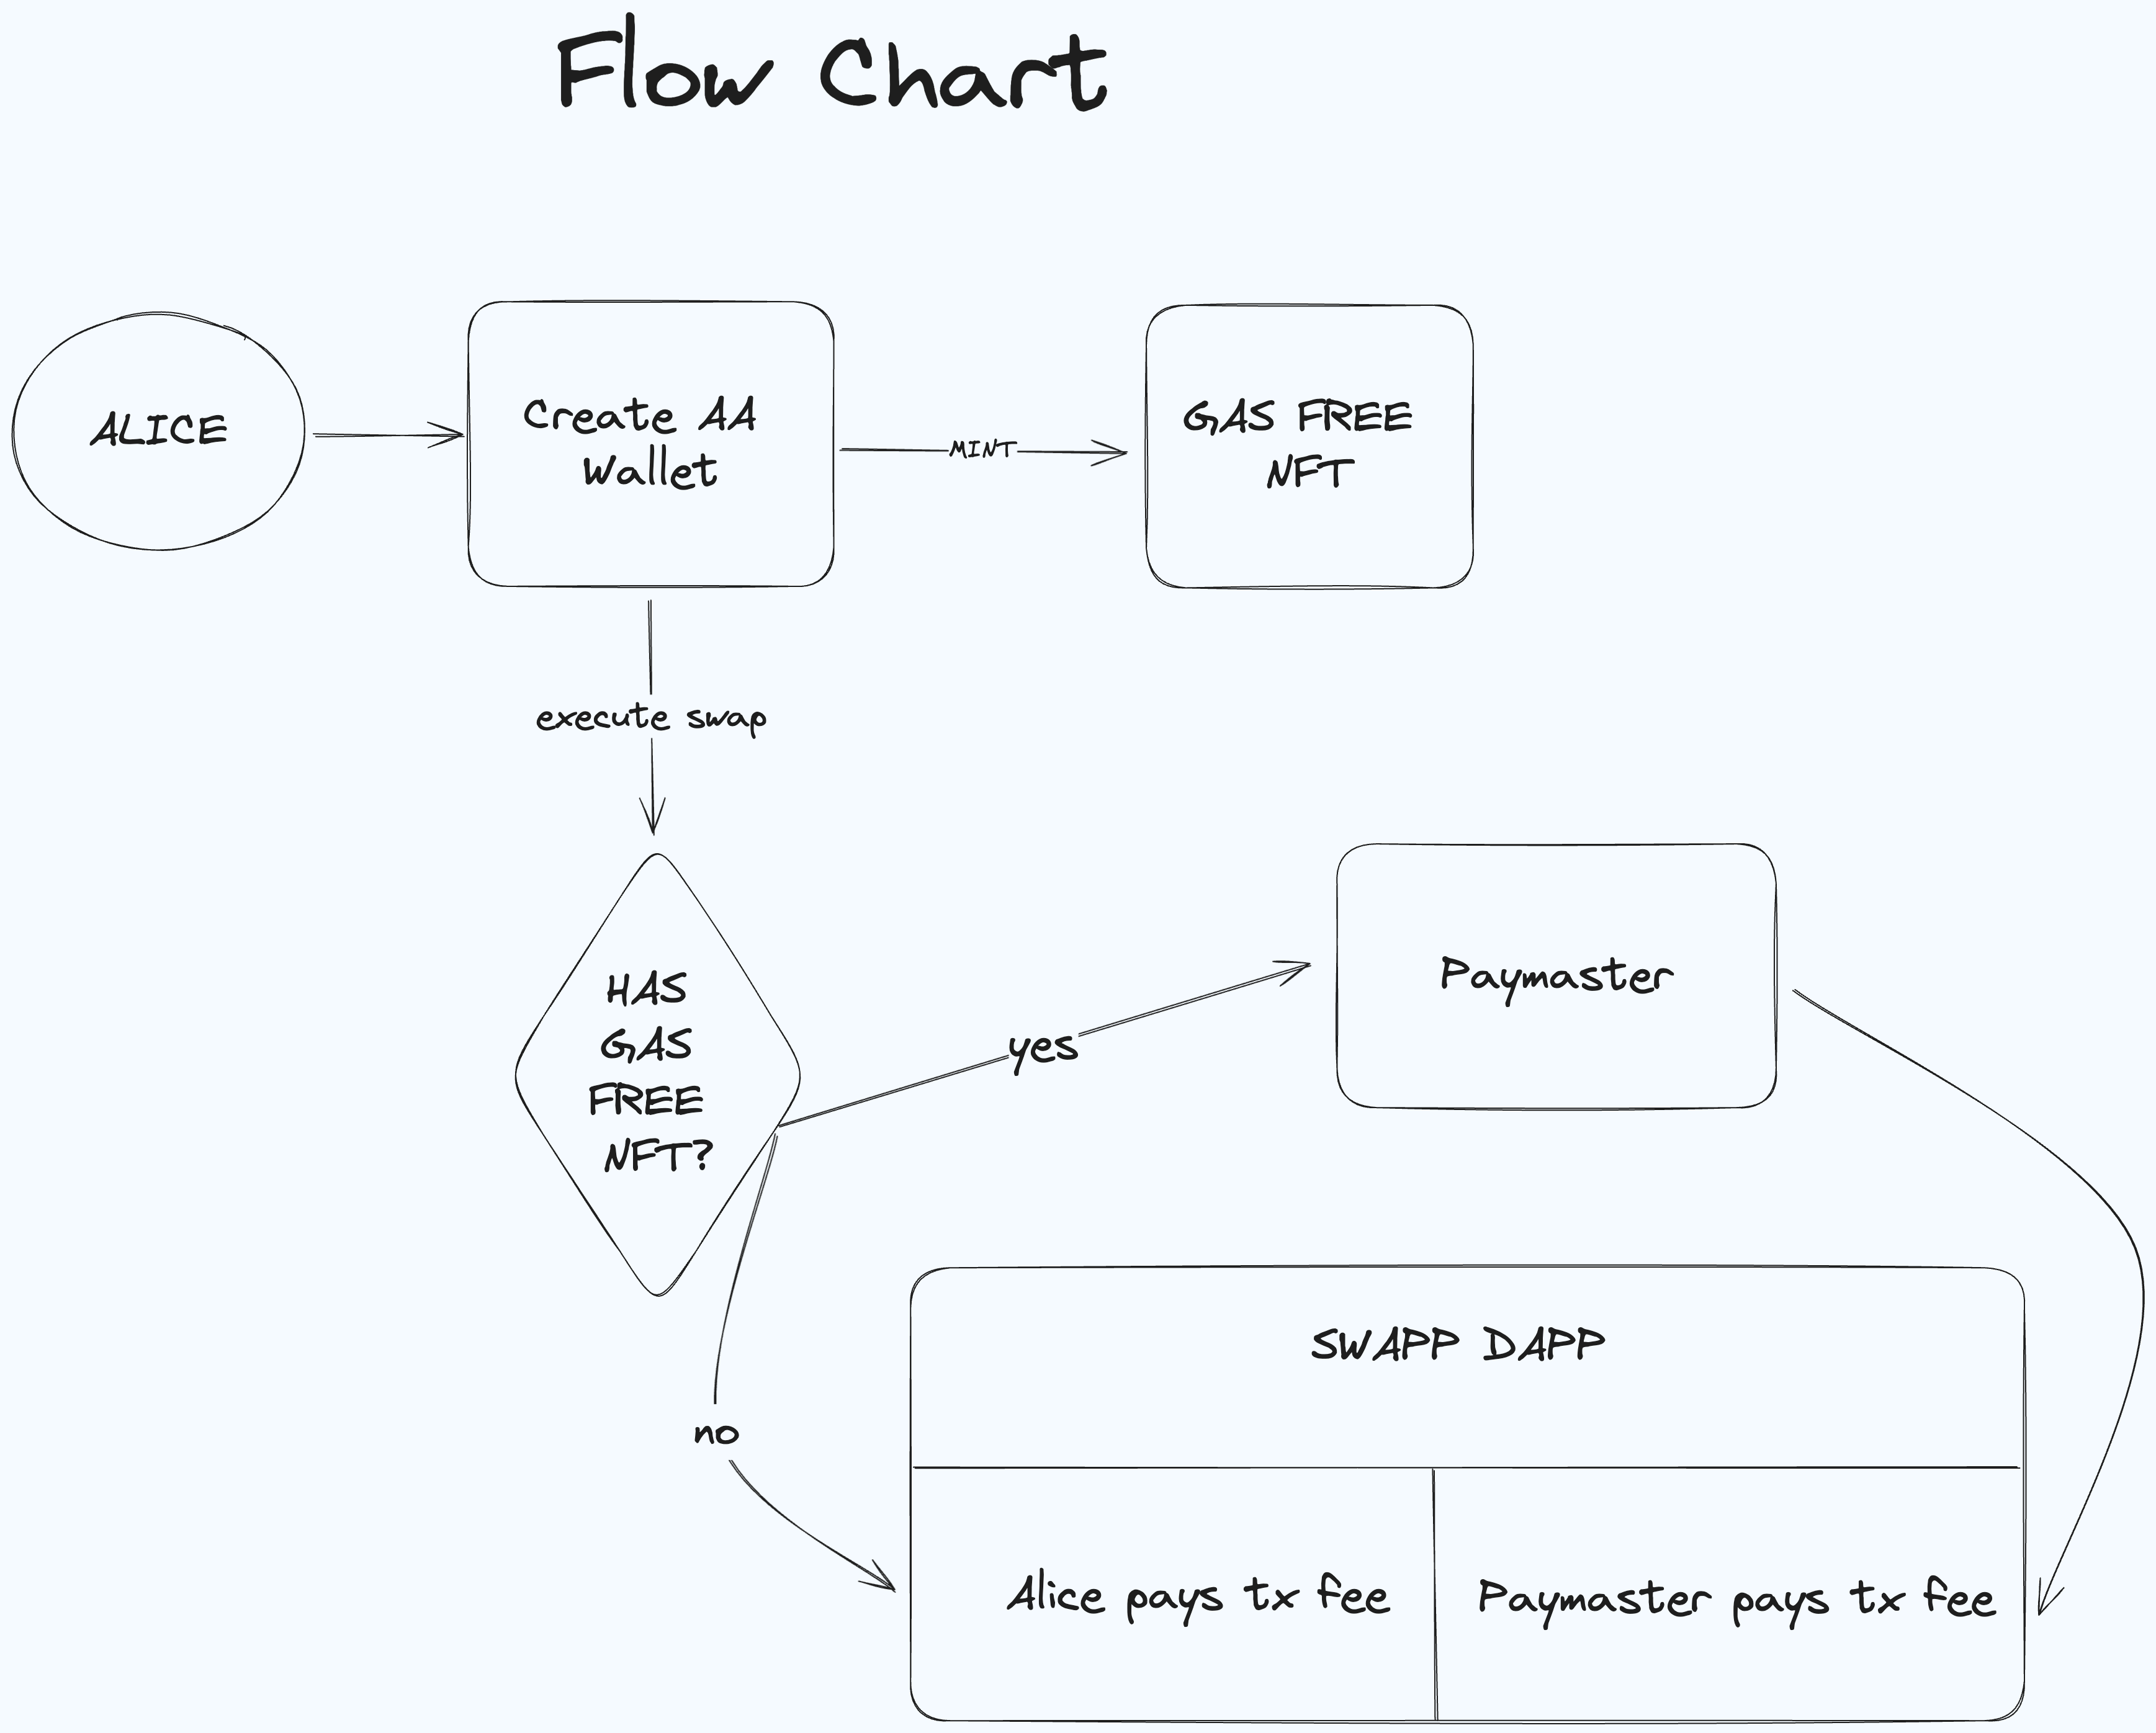 Flow Chart
ALICE
Create AA
Wallet
MINT
GAS FREE
NFT
execute swap
HAS
GAS
FREE
NFT?
yes
Paymaster
no
SWAPP DAPP
Alice pays tx fee
Paymaster pays tx fee